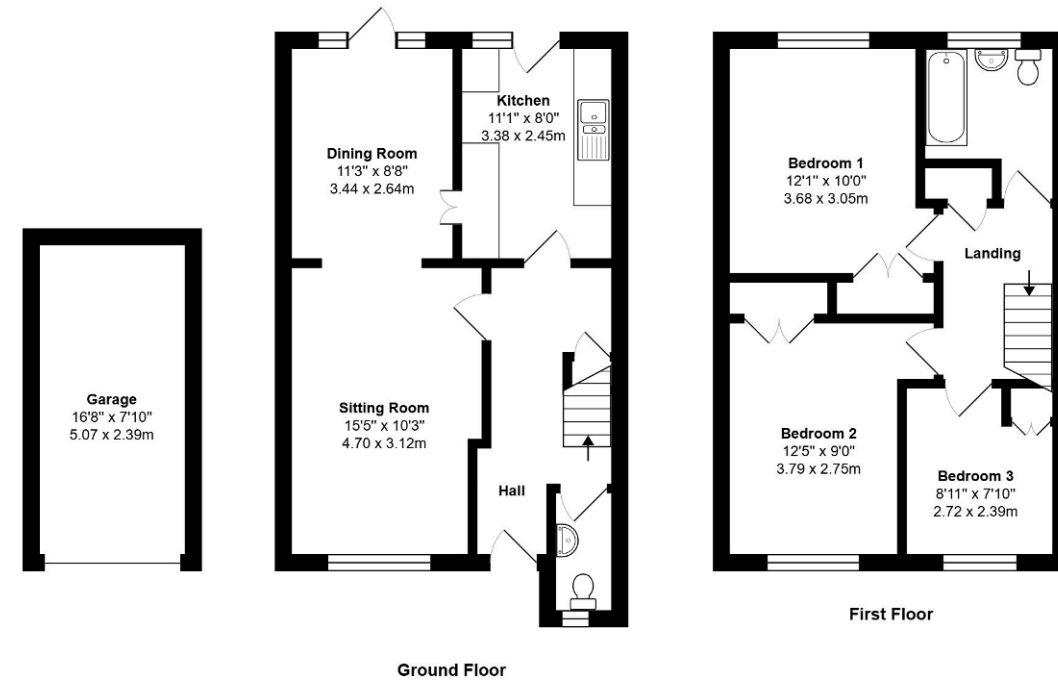 Garage
16'8" x 7'10"
5.07 x 2.39m
Dining Room
11'3" x 8'8"
3.44 x 2.64m
Kitchen
11'1" x 8'0"
3.38 x 2.45m
Sitting Room
15'5" x 10'3"
4.70 x 3.12m
Hall
Ground Floor
Bedroom 1
12'1" x 10'0"
3.68 x 3.05m
Landing
Bedroom 2
12'5" x 9'0"
3.79 x 2.75m
Bedroom 3
8'11" x 7'10"
2.72 x 2.39m
First Floor